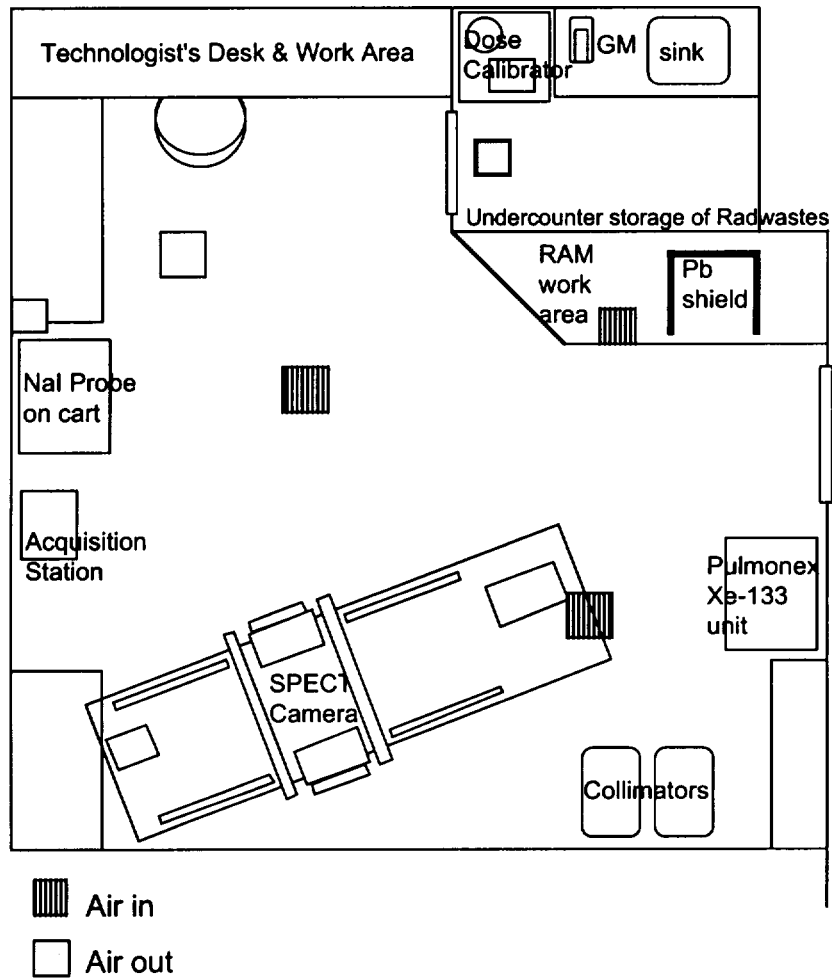 Technologist's Desk & Work Area
Dose
Calibrator
GM
sink
Undercounter storage of Radwastes
RAM
work
area
Pb
shield
NaI Probe
on cart
Acquisition
Station
Pulmonex
Xe-133
unit
SPECT
Camera
Collimators
Air in
Air out